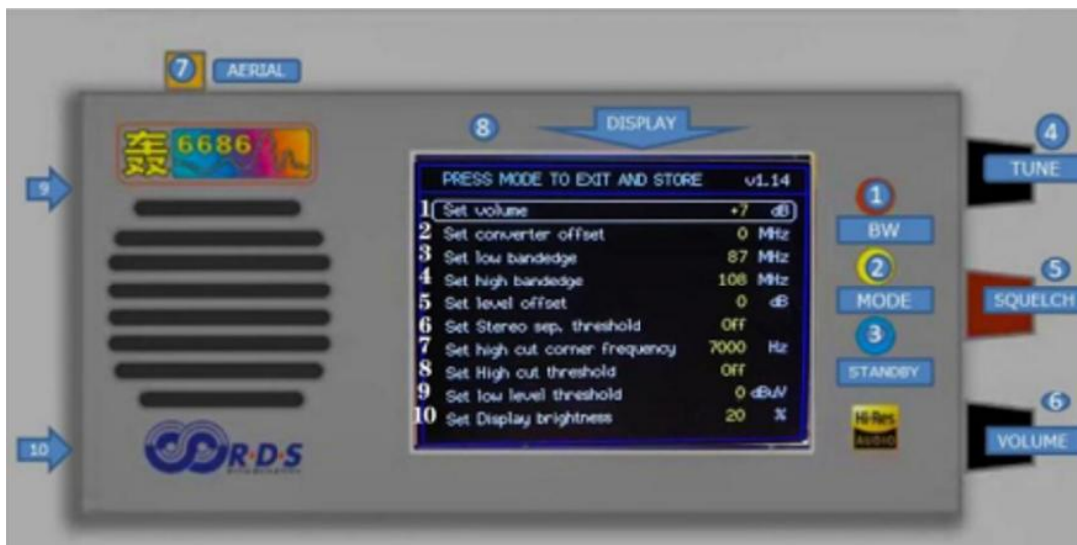 7 AERIAL
轰 6686
8 DISPLAY
9
10
PRESS MODE TO EXIT AND STORE v1.14
1 Set volume +7 dB
2 Set converter offset 0 MHz
3 Set low bandedge 87 MHz
4 Set high bandedge 108 MHz
5 Set level offset 0 dB
6 Set Stereo sep. threshold Off
7 Set high cut corner frequency 7000 Hz
8 Set High cut threshold Off
9 Set low level threshold 0 dBuV
10 Set Display brightness 20 %
R·D·S
1
BW
2
MODE
3
STANDBY
Hi-Res
AUDIO
4
TUNE
5
SQUELCH
6
VOLUME